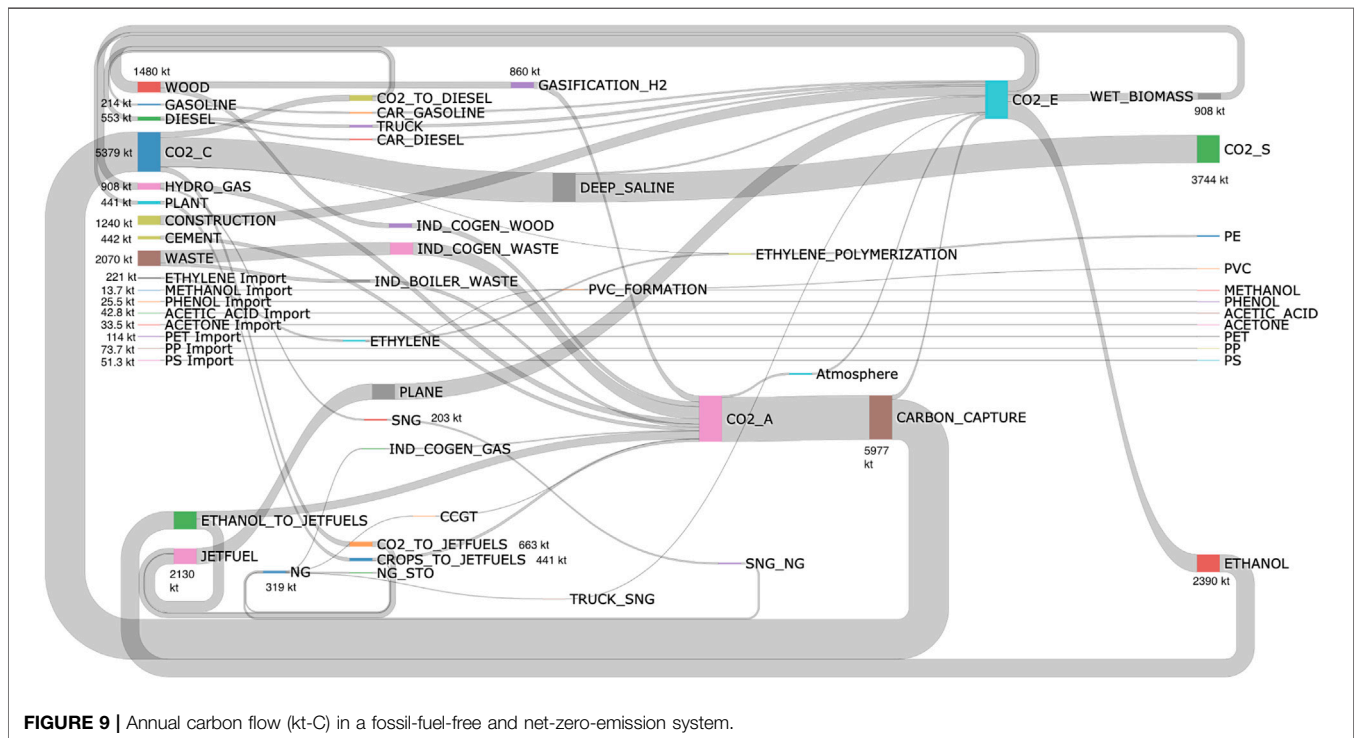 1480 kt
WOOD
860 kt
GASIFICATION_H2
214 kt
GASOLINE
553 kt
DIESEL
CO2_TO_DIESEL
CAR_GASOLINE
TRUCK
CAR_DIESEL
CO2_E
WET_BIOMASS
908 kt
5379 kt
CO2_C
CO2_S
3744 kt
DEEP_SALINE
908 kt
HYDRO_GAS
441 kt
PLANT
1240 kt
CONSTRUCTION
442 kt
CEMENT
2070 kt
WASTE
IND_COGEN_WOOD
IND_COGEN_WASTE
IND_BOILER_WASTE
ETHYLENE_POLYMERIZATION
PVC_FORMATION
PE
PVC
METHANOL
PHENOL
ACETIC_ACID
ACETONE
PET
PP
PS
221 kt
ETHYLENE Import
13.7 kt
METHANOL Import
25.5 kt
PHENOL Import
42.8 kt
ACETIC_ACID Import
33.5 kt
ACETONE Import
114 kt
PET Import
73.7 kt
PP Import
51.3 kt
PS Import
ETHYLENE
Atmosphere
PLANE
SNG
203 kt
CO2_A
CARBON_CAPTURE
5977
kt
IND_COGEN_GAS
ETHANOL_TO_JETFUELS
CCGT
JETFUEL
2130
kt
CO2_TO_JETFUELS
663 kt
CROPS_TO_JETFUELS
441 kt
NG
319 kt
NG_STO
SNG_NG
TRUCK_SNG
ETHANOL
2390 kt
FIGURE 9 | Annual carbon flow (kt-C) in a fossil-fuel-free and net-zero-emission system.